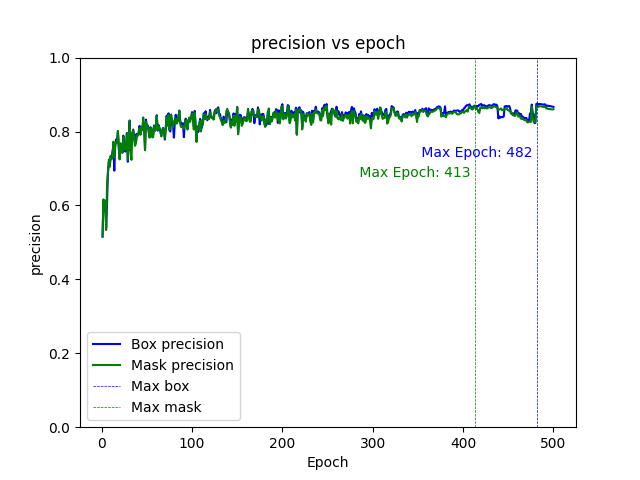 precision vs epoch
1.0
0.8
0.6
0.4
0.2
0.0
precision
Max Epoch: 482
Max Epoch: 413
Box precision
Mask precision
Max box
Max mask
0 100 200 300 400 500
Epoch